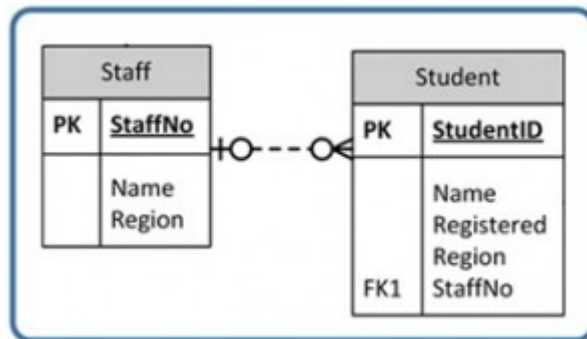 Staff
PK StaffNo
Name
Region
Student
PK StudentID
Name
Registered
Region
FK1 StaffNo